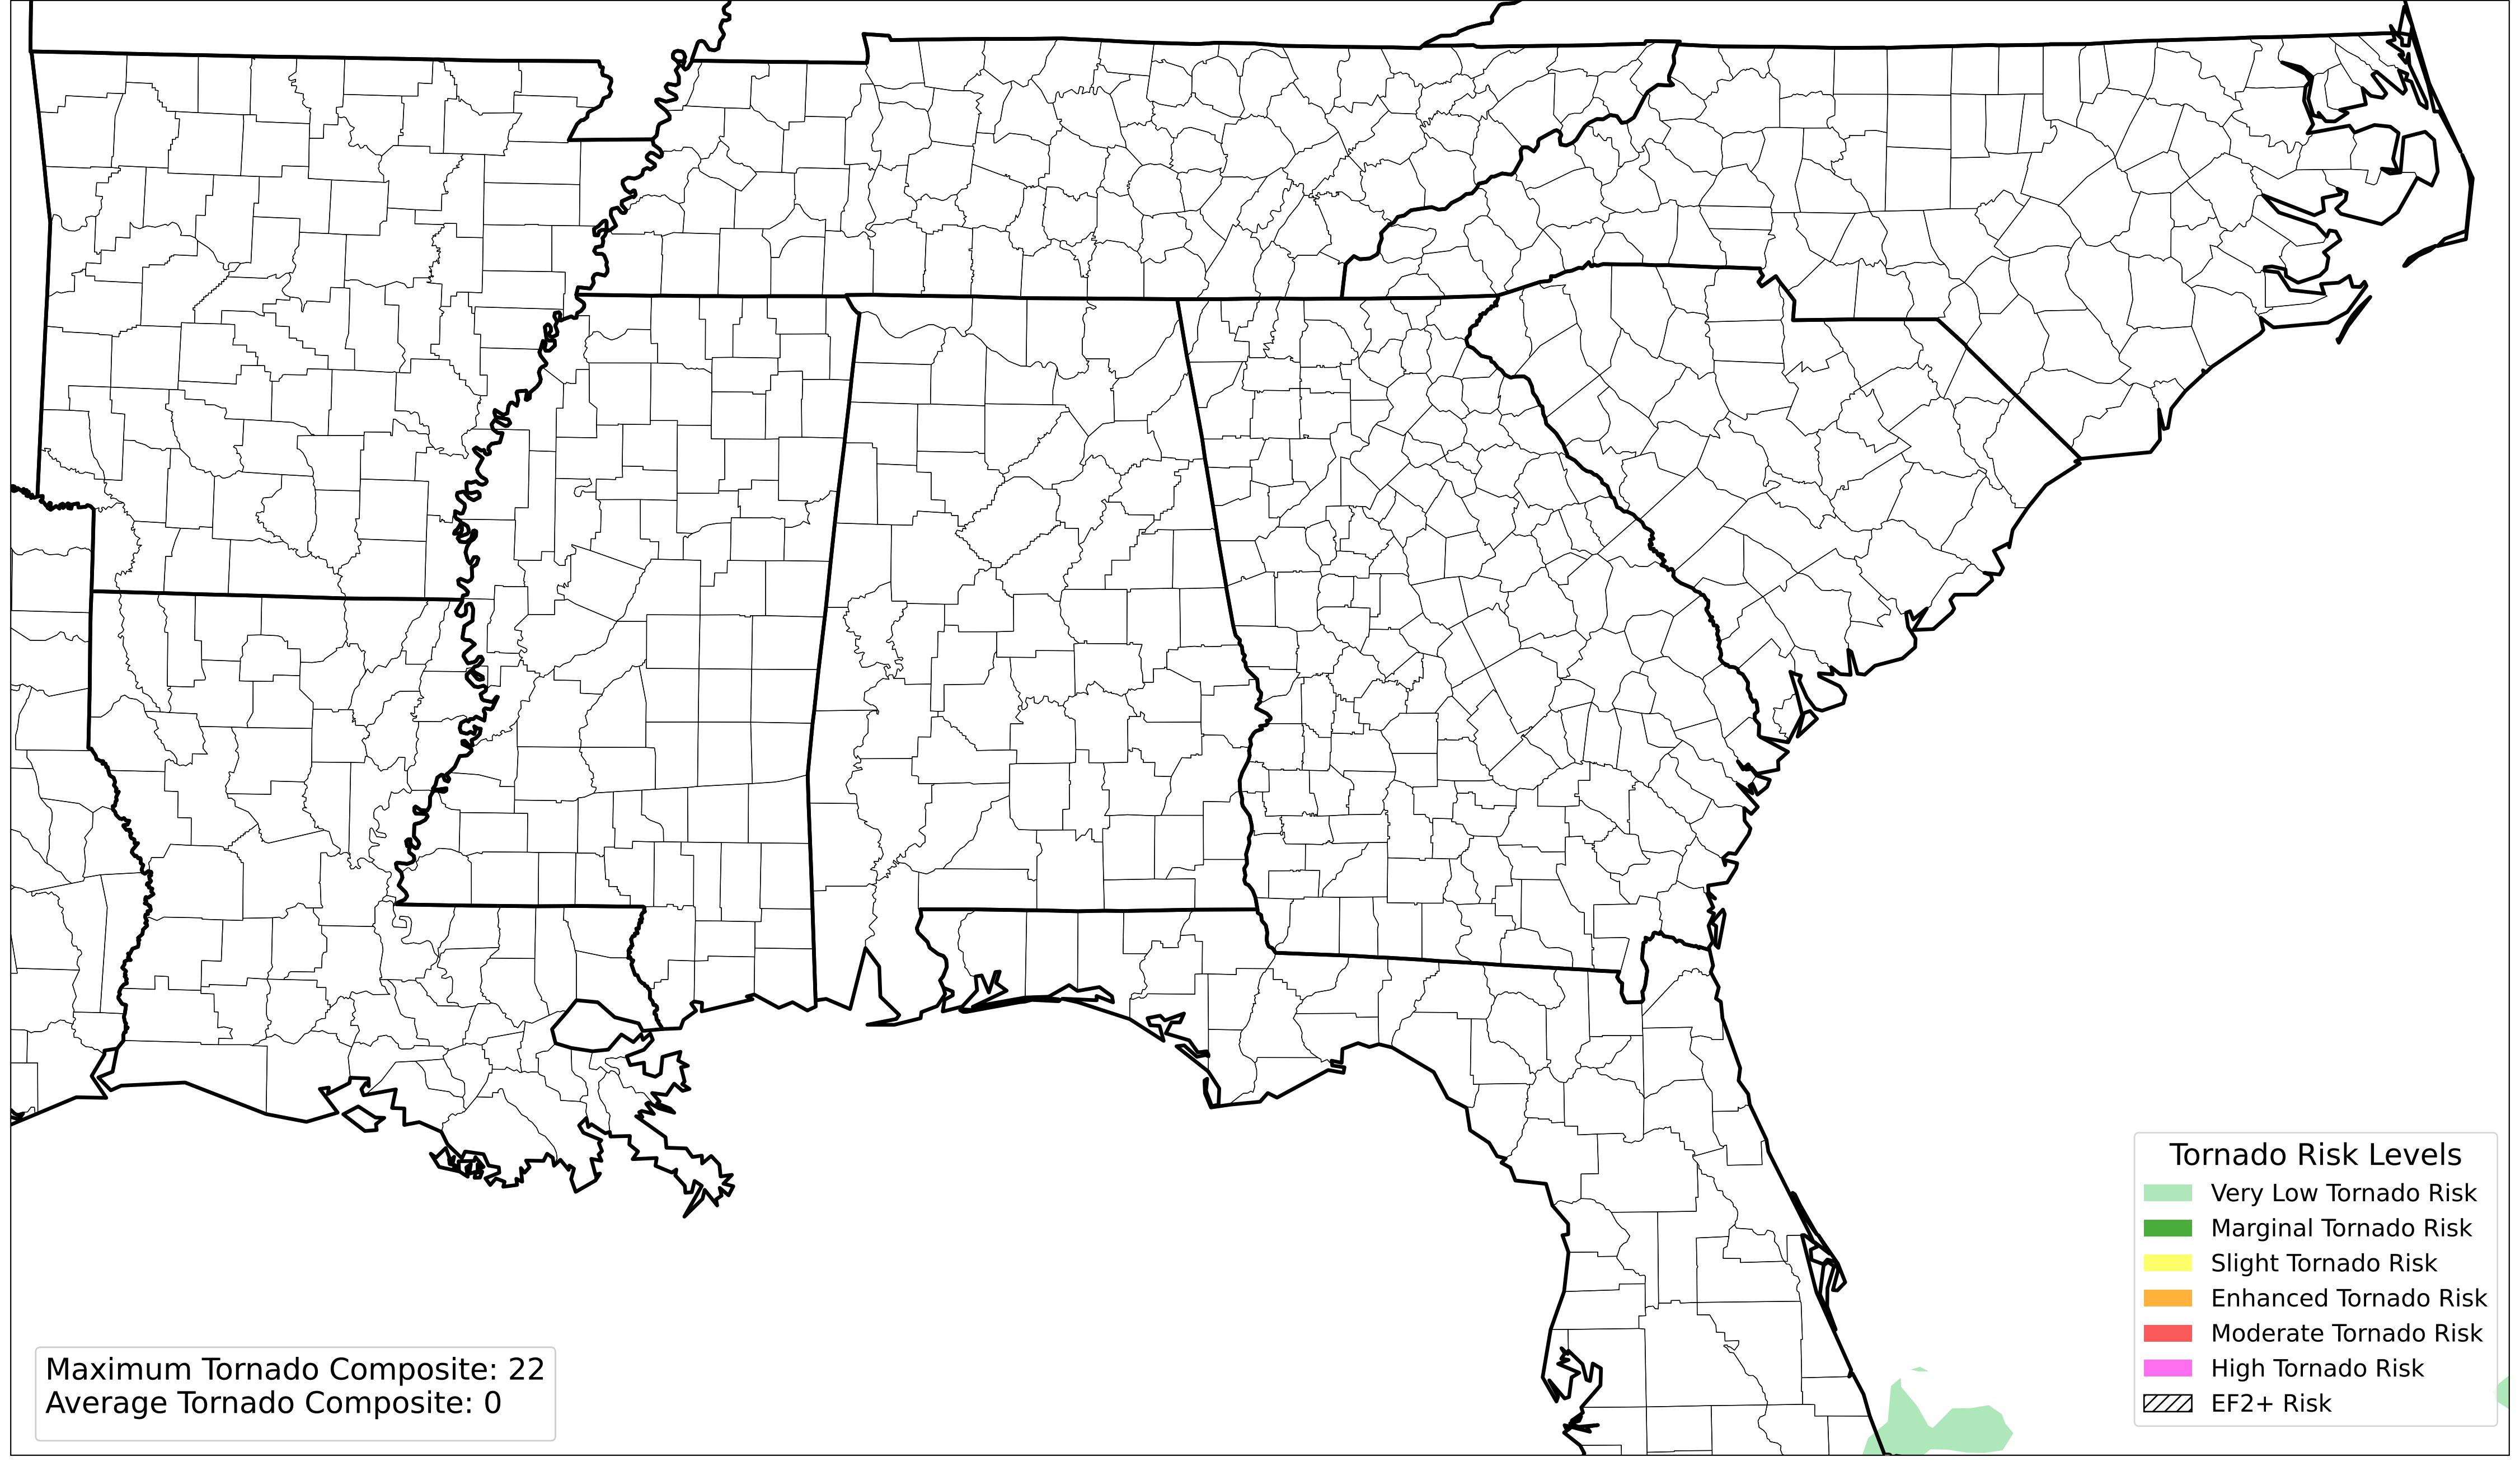 Tornado Risk Levels
Very Low Tornado Risk
Marginal Tornado Risk
Slight Tornado Risk
Enhanced Tornado Risk
Moderate Tornado Risk
High Tornado Risk
EF2+ Risk
Maximum Tornado Composite: 22
Average Tornado Composite: 0